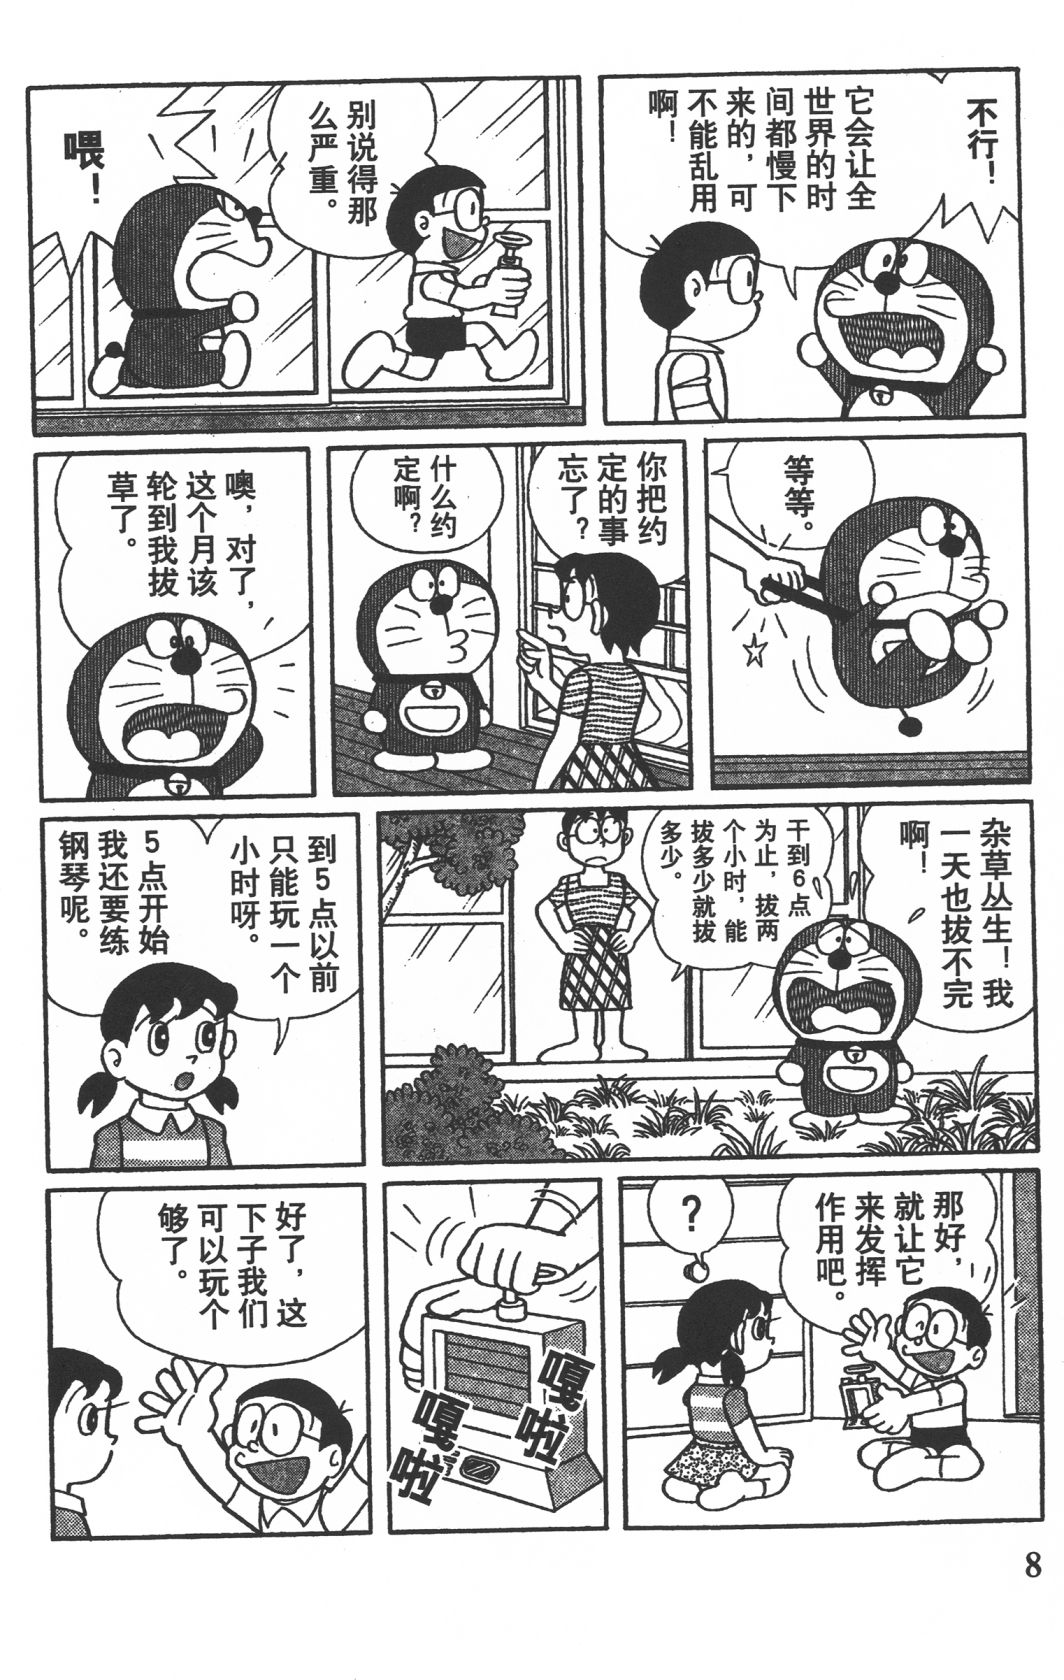 不行！
它会让全
世界的时
间都慢下
来的，可
不能乱用
啊！
别说得那
么严重。
喂！
等等。
你把约
定的事
忘了？
什么约
定啊？
噢，对了，
这个月该
轮到我拔
草了。
杂草丛生！我
一天也拔不完
啊！
干到6点
为止，拔两
个小时，能
拔多少就拔
多少。
到5点以前
只能玩一个
小时呀。
5点开始
我还要练
钢琴呢。
那好，
就让它
来发挥
作用吧。
？
嘎啦
嘎啦
好了，这
下子我们
可以玩个
够了。
8